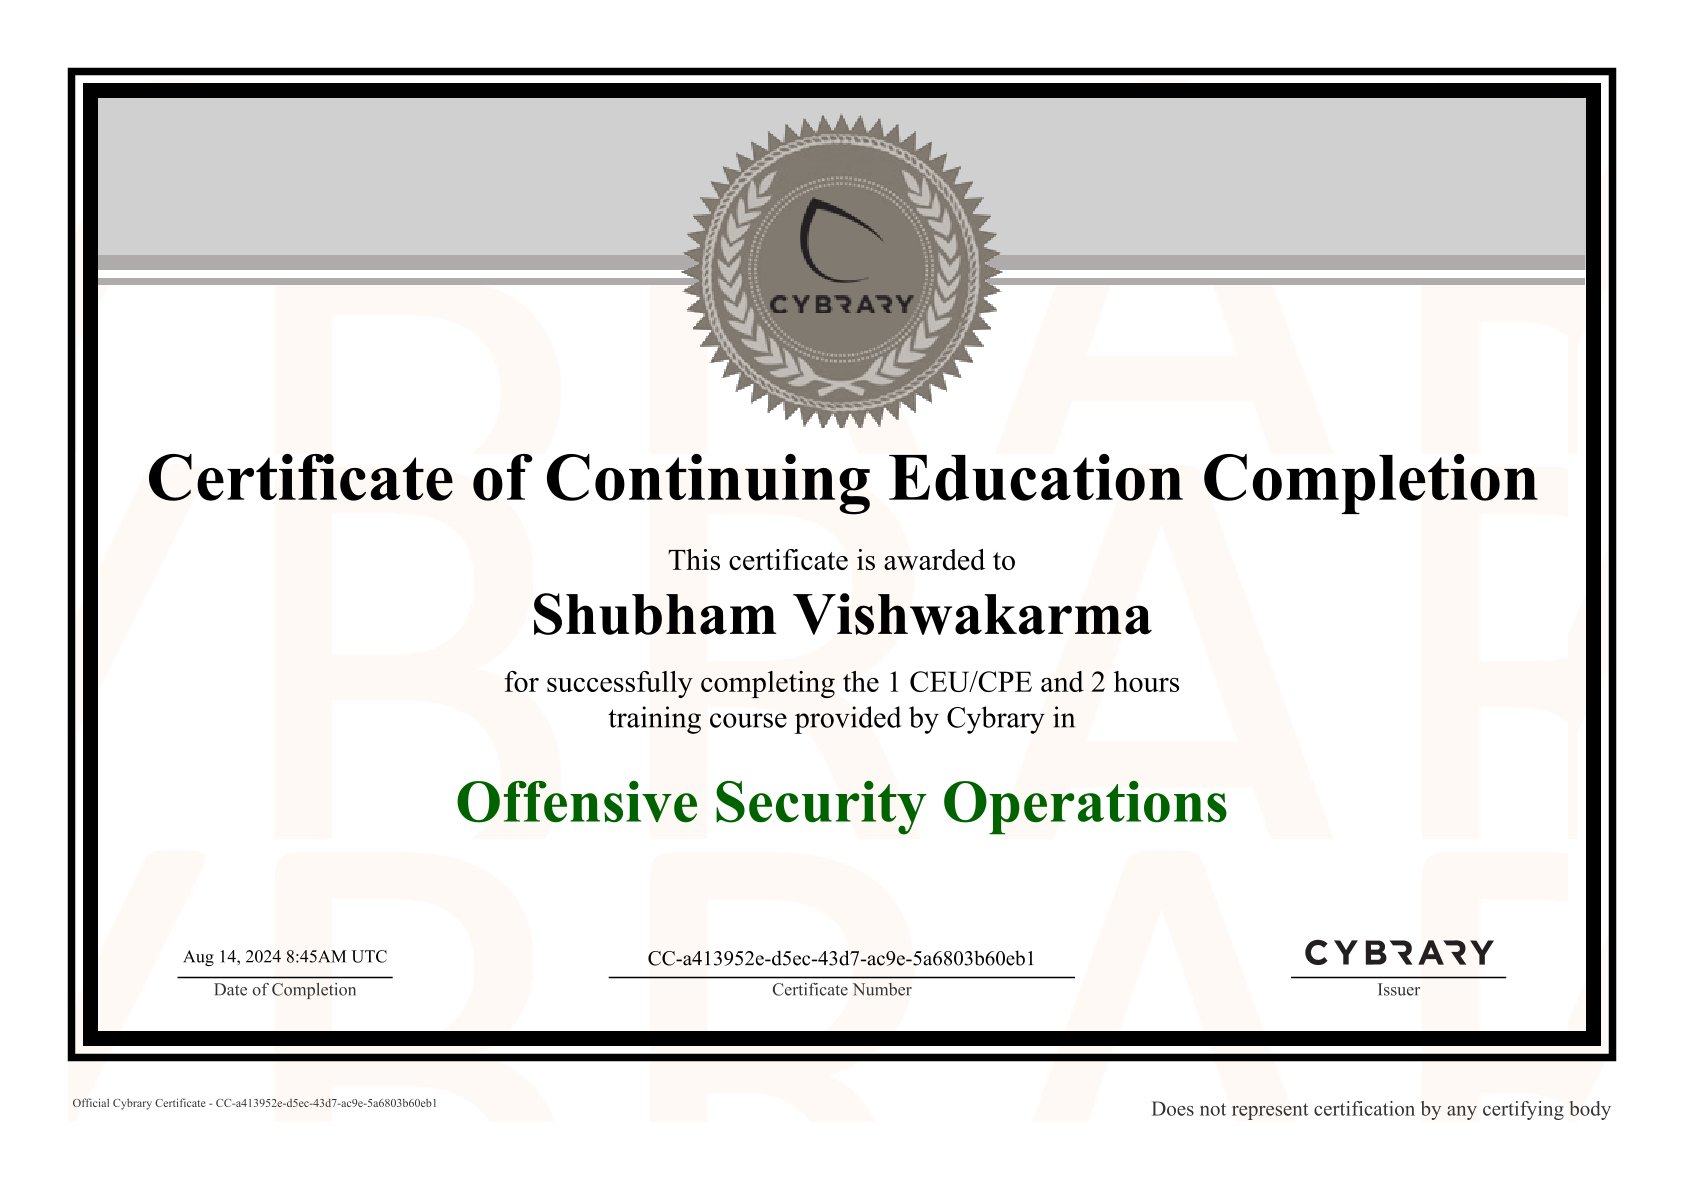 CYBRARY
Certificate of Continuing Education Completion
This certificate is awarded to
Shubham Vishwakarma
for successfully completing the 1 CEU/CPE and 2 hours
training course provided by Cybrary in
Offensive Security Operations
Aug 14, 2024 8:45AM UTC
Date of Completion
CC-a413952e-d5ec-43d7-ac9e-5a6803b60eb1
Certificate Number
CYBRARY
Issuer
Official Cybrary Certificate - CC-a413952e-d5ec-43d7-ac9e-5a6803b60eb1
Does not represent certification by any certifying body